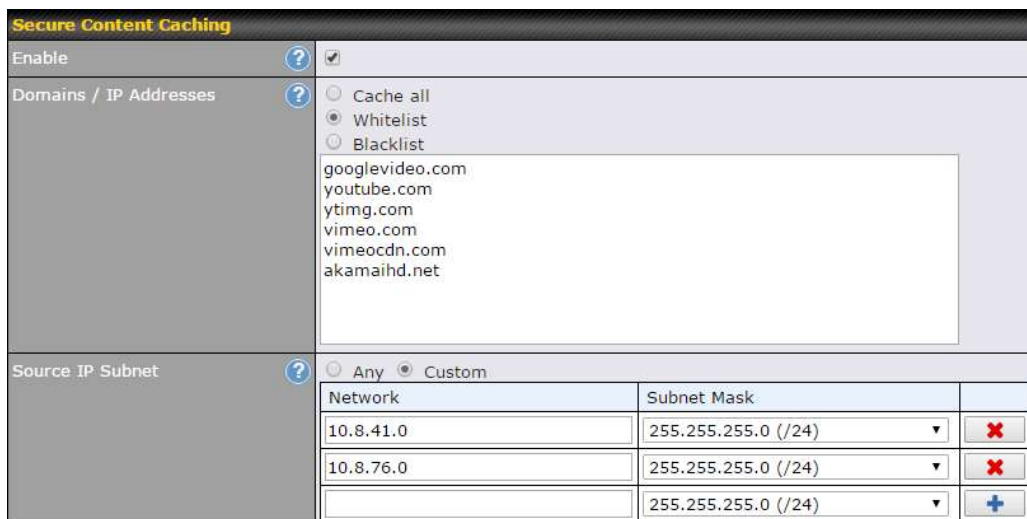 Secure Content Caching
Enable ?
Domains / IP Addresses ?
Cache all
Whitelist
Blacklist
googlevideo.com
youtube.com
ytimg.com
vimeo.com
vimeocdn.com
akamaihd.net
Source IP Subnet ?
Any Custom
Network Subnet Mask
10.8.41.0 255.255.255.0 (/24)
10.8.76.0 255.255.255.0 (/24)
255.255.255.0 (/24)